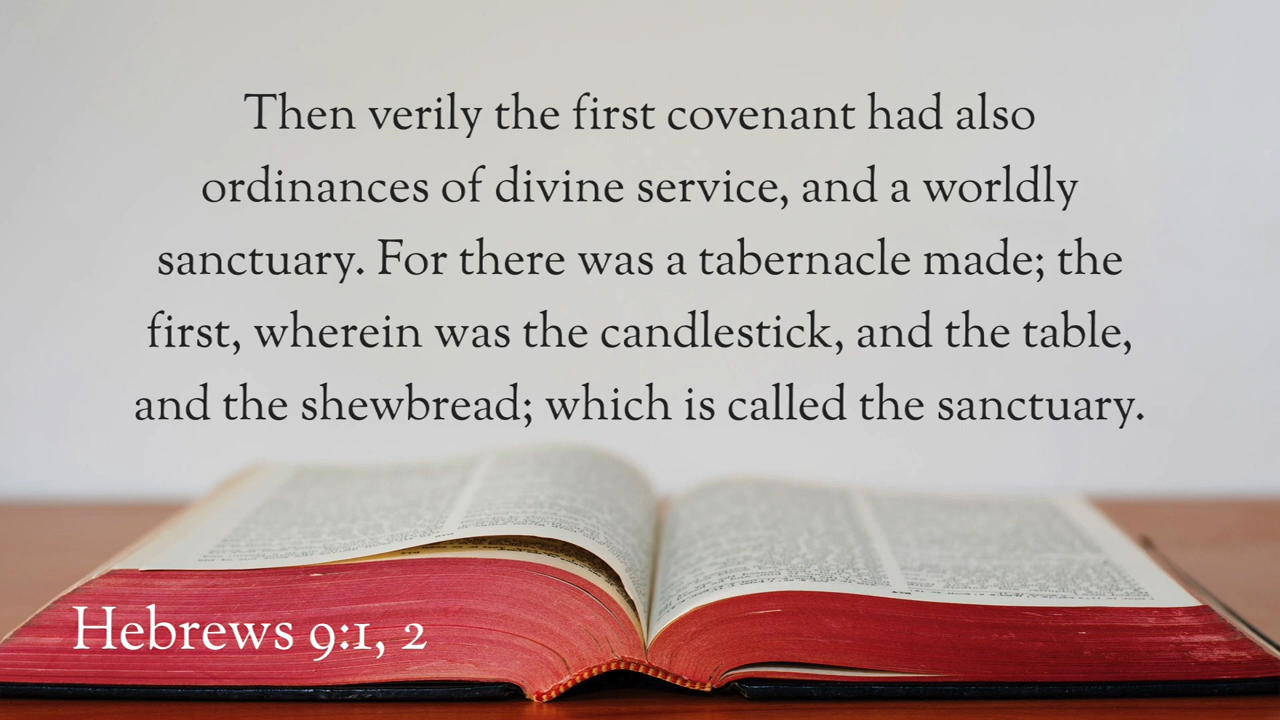 Then verily the first covenant had also
ordinances of divine service, and a worldly
sanctuary. For there was a tabernacle made; the
first, wherein was the candlestick, and the table,
and the shewbread; which is called the sanctuary.
Hebrews 9:1, 2